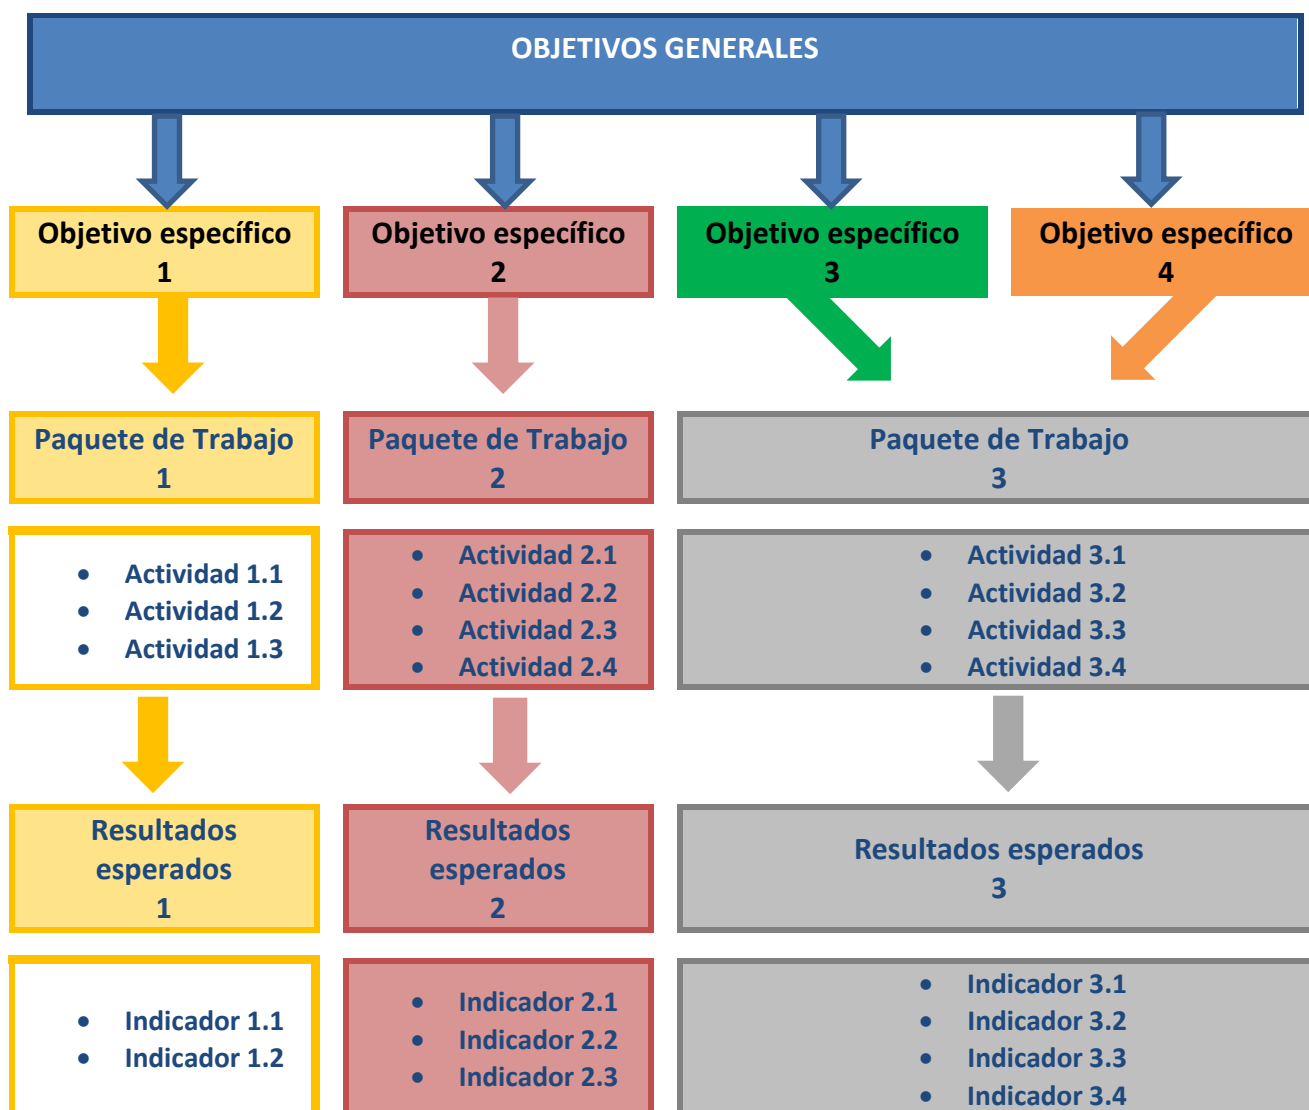 OBJETIVOS GENERALES
Objetivo específico
1
Objetivo específico
2
Objetivo específico
3
Objetivo específico
4
Paquete de Trabajo
1
Paquete de Trabajo
2
Paquete de Trabajo
3
• Actividad 1.1
• Actividad 1.2
• Actividad 1.3
• Actividad 2.1
• Actividad 2.2
• Actividad 2.3
• Actividad 2.4
• Actividad 3.1
• Actividad 3.2
• Actividad 3.3
• Actividad 3.4
Resultados
esperados
1
Resultados
esperados
2
Resultados esperados
3
• Indicador 1.1
• Indicador 1.2
• Indicador 2.1
• Indicador 2.2
• Indicador 2.3
• Indicador 3.1
• Indicador 3.2
• Indicador 3.3
• Indicador 3.4